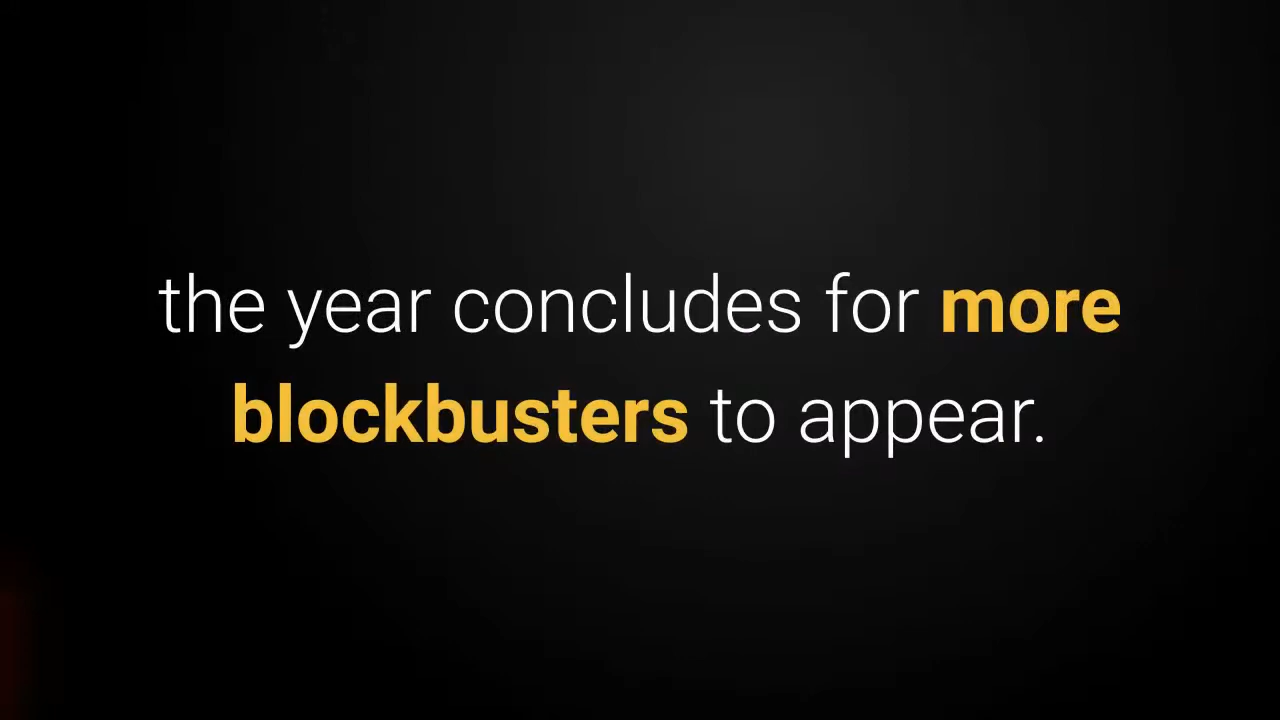 the year concludes for more
blockbusters to appear.